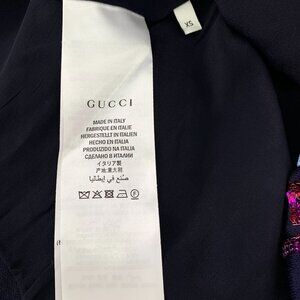 XS
GUCCI
MADE IN ITALY
FABRIQUÉ EN ITALIE
HERGESTELLT IN ITALIEN
HECHO EN ITALIA
PRODUZIDO NA ITALIA
СДЕЛАНО В ИТАЛИИ
イタリア製
产地:意大利
صنع في إيطاليا